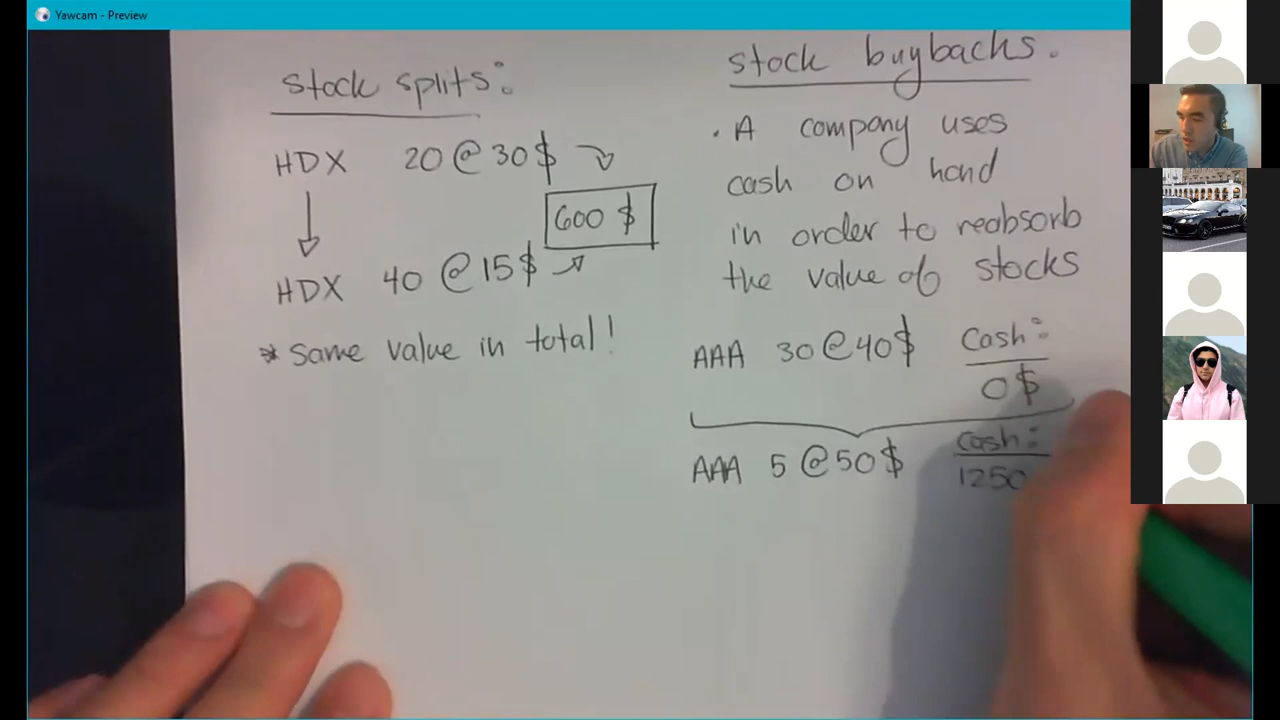 Yawcam - Preview
stock splits:
HDX 20 @ 30 $
600 $
HDX 40 @ 15 $
* same value in total!
stock buybacks.
. A company uses
cash on hand
in order to reabsorb
the value of stocks
AAA 30 @ 40 $ Cash:
0 $
AAA 5 @ 50 $ Cash:
1250